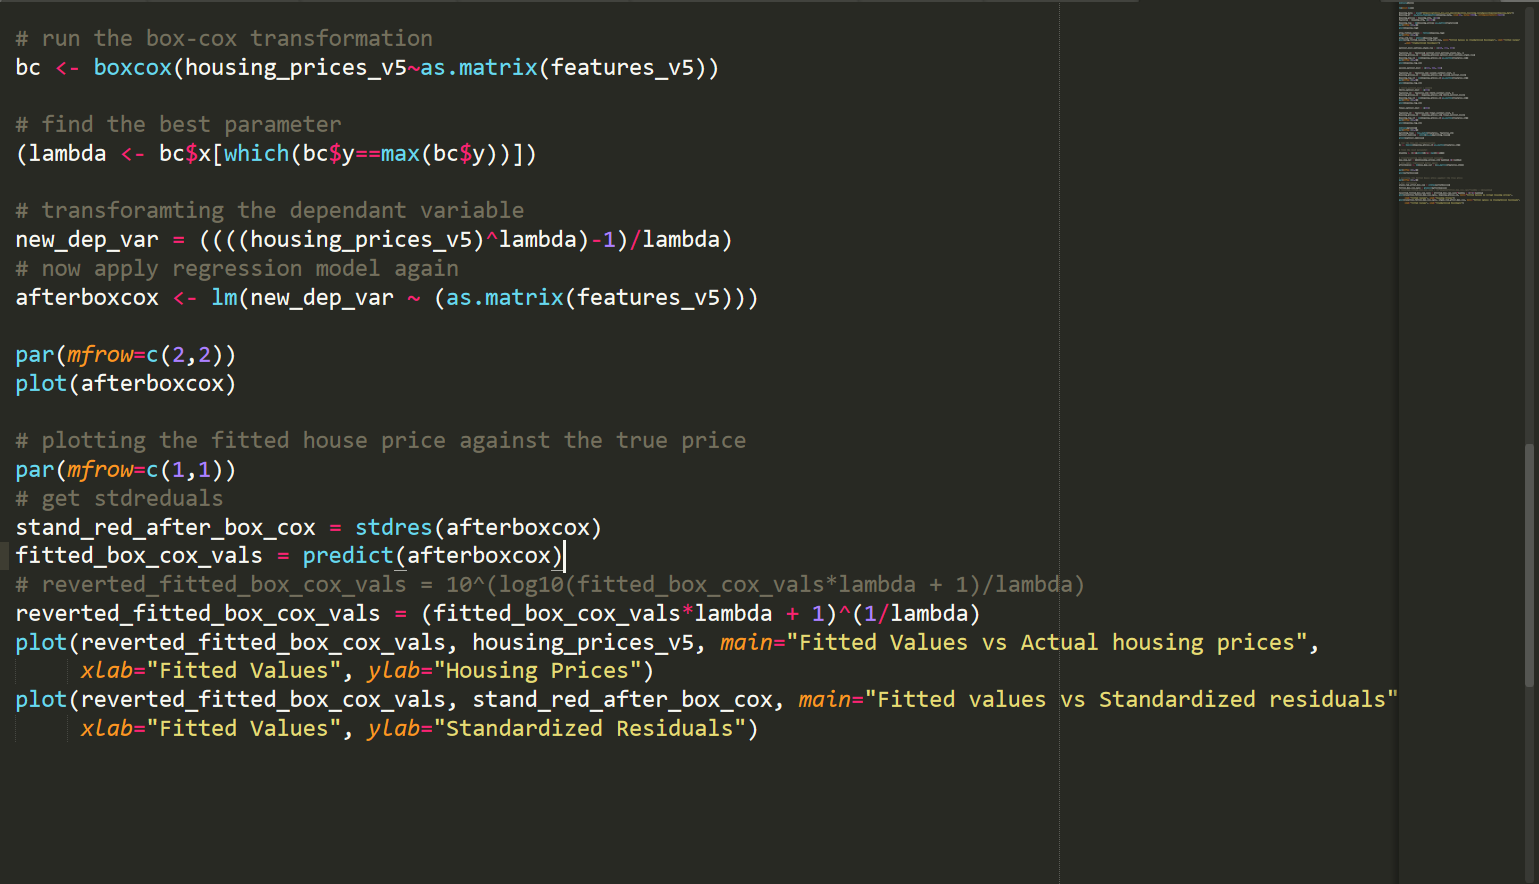 # run the box-cox transformation
bc <- boxcox(housing_prices_v5~as.matrix(features_v5))
# find the best parameter
(lambda <- bc$x[which(bc$y==max(bc$y))])
# transforamting the dependant variable
new_dep_var = ((((housing_prices_v5)^lambda)-1)/lambda)
# now apply regression model again
afterboxcox <- lm(new_dep_var ~ (as.matrix(features_v5)))
par(mfrow=c(2,2))
plot(afterboxcox)
# plotting the fitted house price against the true price
par(mfrow=c(1,1))
# get stdreduals
stand_red_after_box_cox = stdres(afterboxcox)
fitted_box_cox_vals = predict(afterboxcox)
# reverted_fitted_box_cox_vals = 10^(log10(fitted_box_cox_vals*lambda + 1)/lambda)
reverted_fitted_box_cox_vals = (fitted_box_cox_vals*lambda + 1)^(1/lambda)
plot(reverted_fitted_box_cox_vals, housing_prices_v5, main="Fitted Values vs Actual housing prices",
xlab="Fitted Values", ylab="Housing Prices")
plot(reverted_fitted_box_cox_vals, stand_red_after_box_cox, main="Fitted values vs Standardized residuals"
xlab="Fitted Values", ylab="Standardized Residuals")